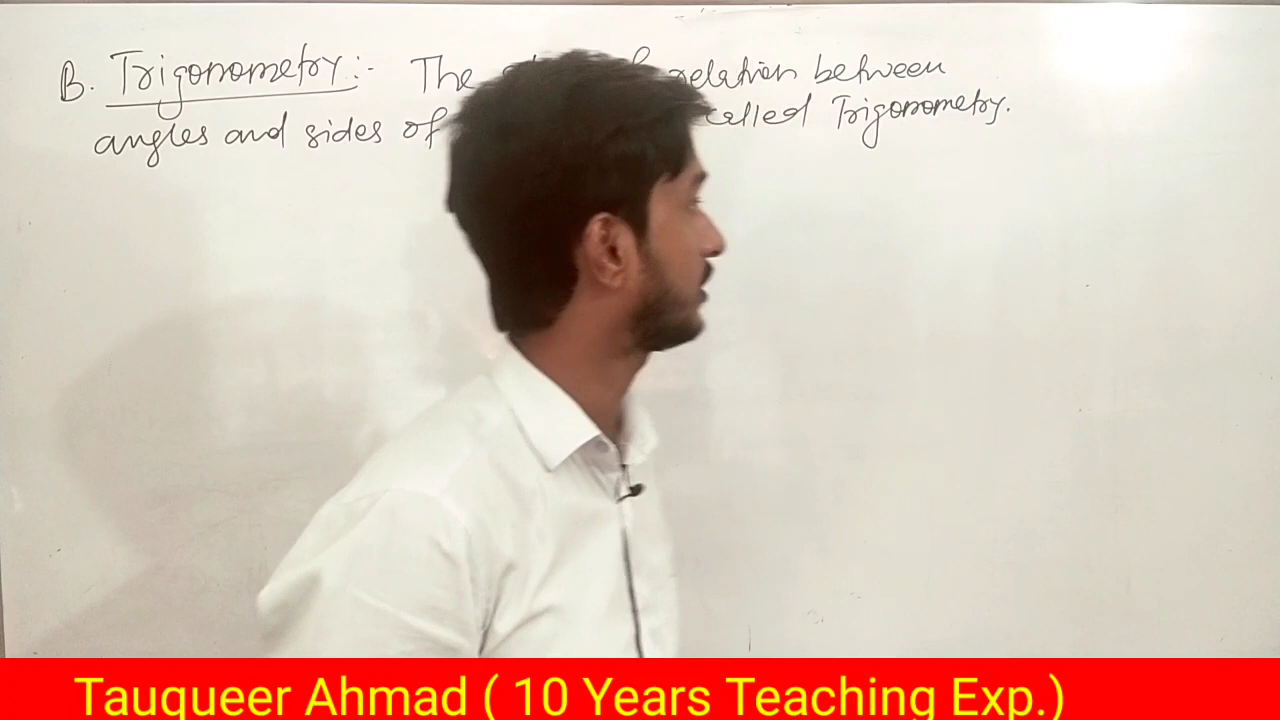 B. Trigonometry :- The relation between
angles and sides of called Trigonometry.
Tauqueer Ahmad ( 10 Years Teaching Exp.)